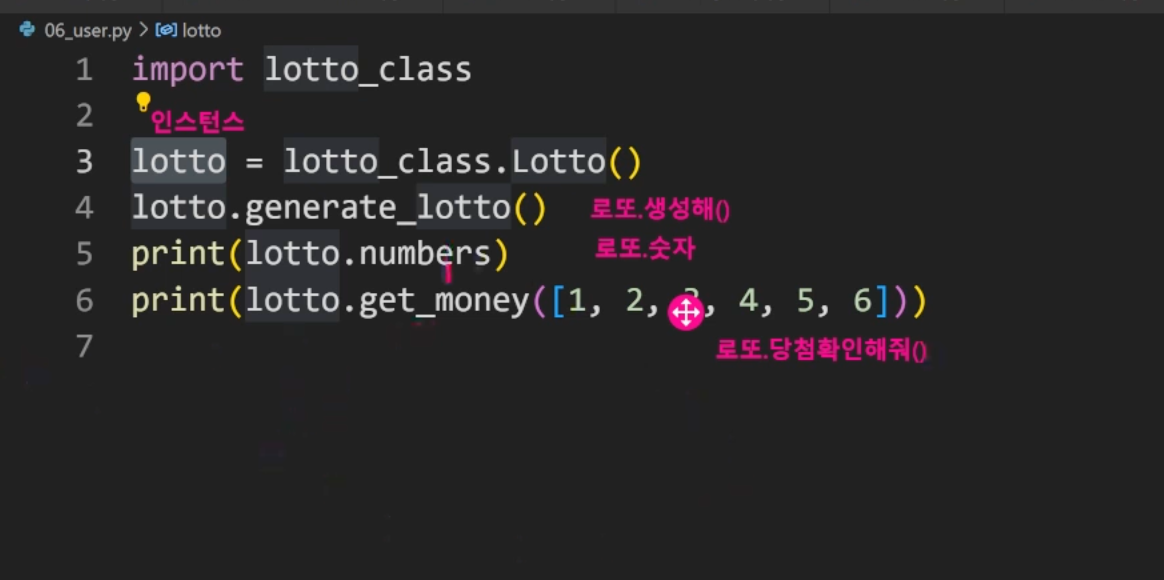 06_user.py > lotto
1 import lotto_class
2
인스턴스
3 lotto = lotto_class.Lotto()
4 lotto.generate_lotto() 로또.생성해()
5 print(lotto.numbers) 로또.숫자
6 print(lotto.get_money([1, 2, 3, 4, 5, 6]))
7
로또.당첨확인해줘()